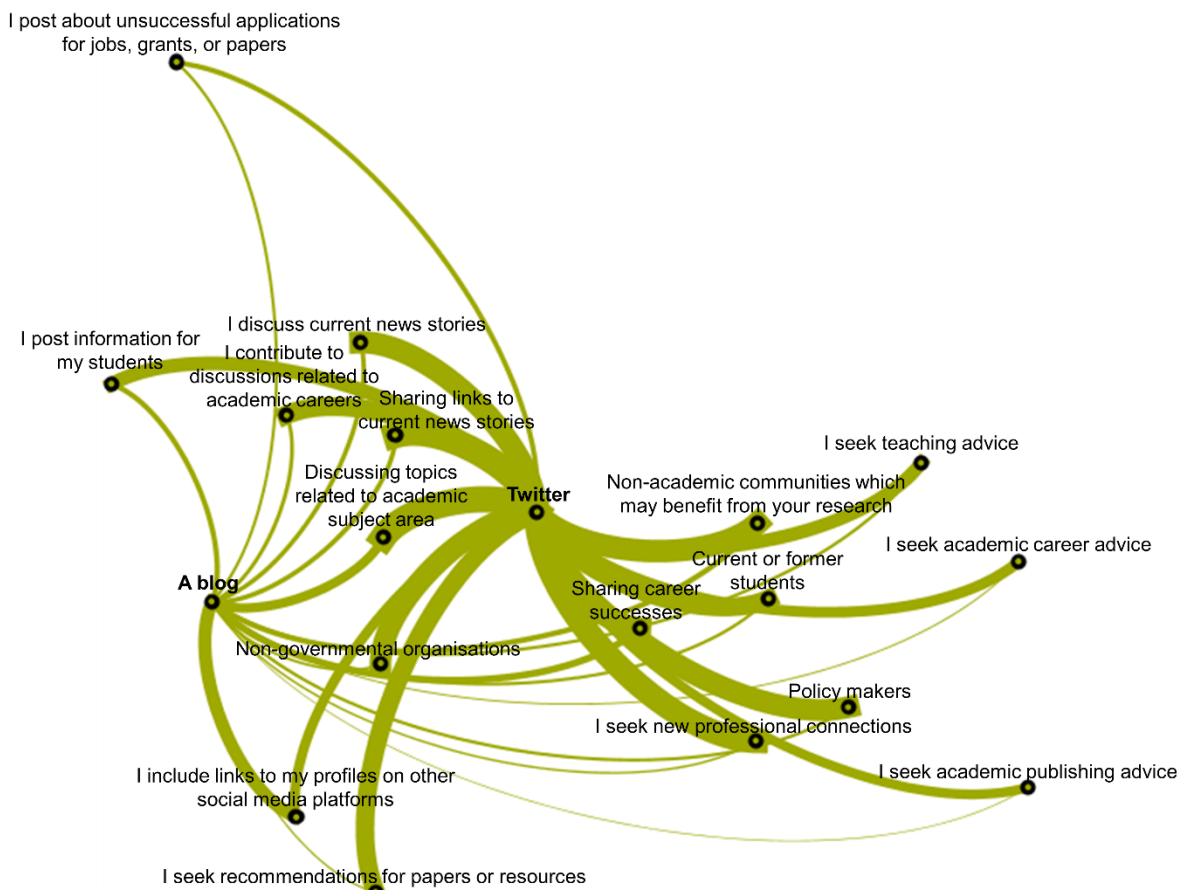 I post about unsuccessful applications
for jobs, grants, or papers
I discuss current news stories
I post information for
my students
I contribute to
discussions related to
academic careers
Sharing links to
current news stories
I seek teaching advice
Discussing topics
related to academic
subject area
Twitter
Non-academic communities which
may benefit from your research
I seek academic career advice
Current or former
students
A blog
Sharing career
successes
Non-governmental organisations
Policy makers
I seek new professional connections
I include links to my profiles on other
social media platforms
I seek academic publishing advice
I seek recommendations for papers or resources